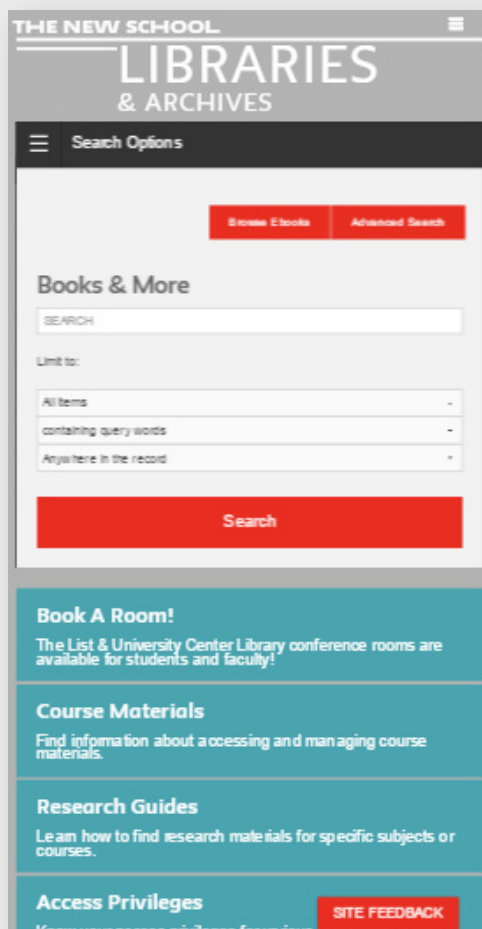 THE NEW SCHOOL
LIBRARIES
& ARCHIVES
Search Options
Browse Ebooks
Advanced Search
Books & More
SEARCH
Limit to:
All items
containing query words
Anywhere in the record
Search
Book A Room!
The List & University Center Library conference rooms are
available for students and faculty!
Course Materials
Find information about accessing and managing course
materials.
Research Guides
Learn how to find research materials for specific subjects or
courses.
Access Privileges
SITE FEEDBACK